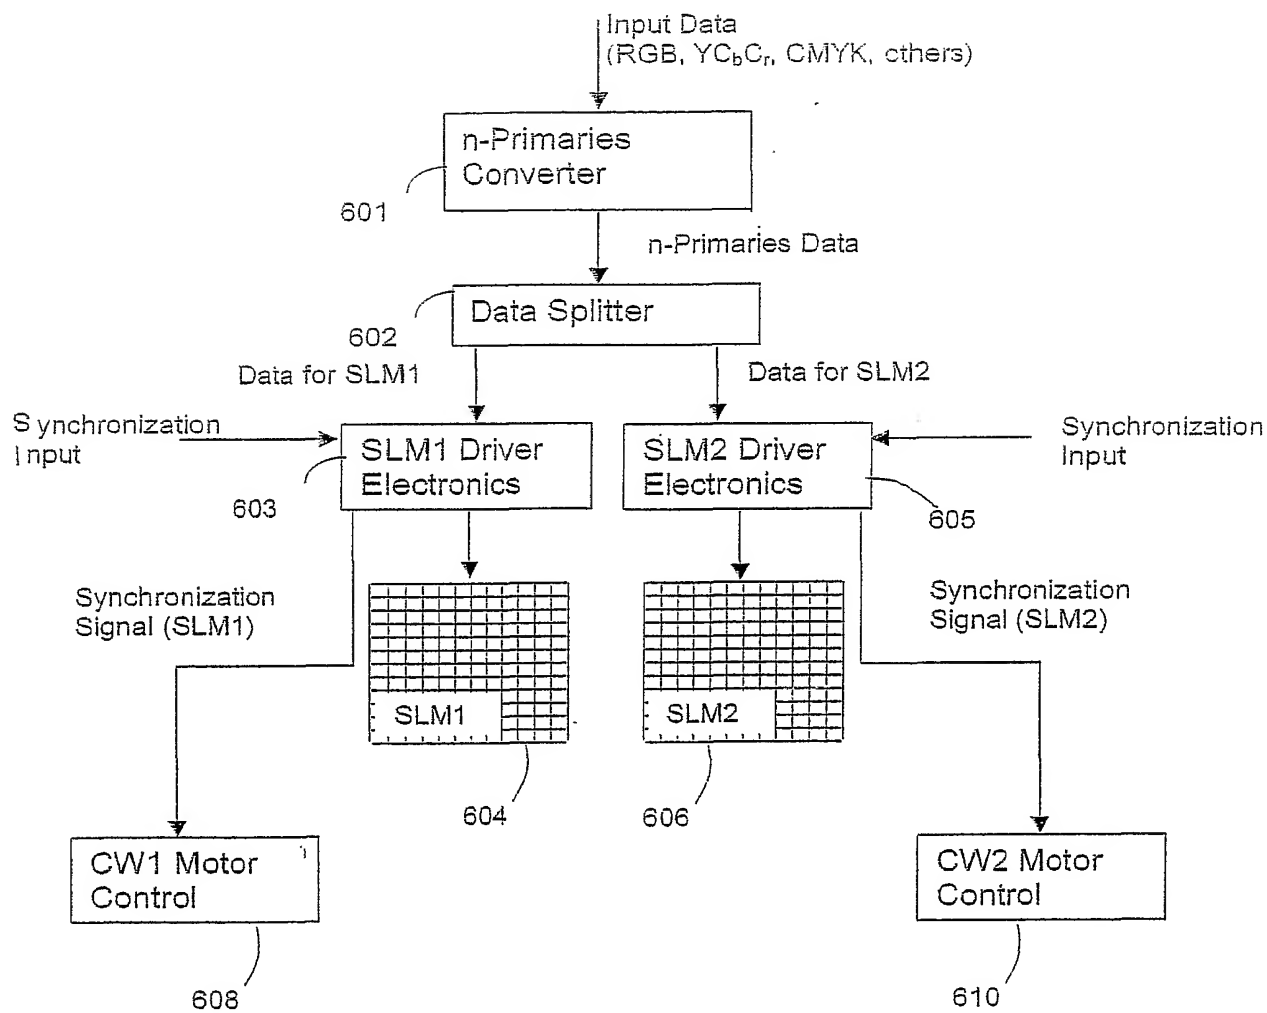 Input Data
(RGB, YCbCr, CMYK, cthers)
n-Primaries
Converter
601
n-Primaries Data
Data Splitter
602
Data for SLM1
Data for SLM2
Synchronization
Input
SLM1 Driver
Electronics
SLM2 Driver
Electronics
Synchronization
Input
603
605
Synchronization
Signal (SLM1)
Synchronization
Signal (SLM2)
SLM1
SLM2
604
606
CW1 Motor
Control
CW2 Motor
Control
608
610